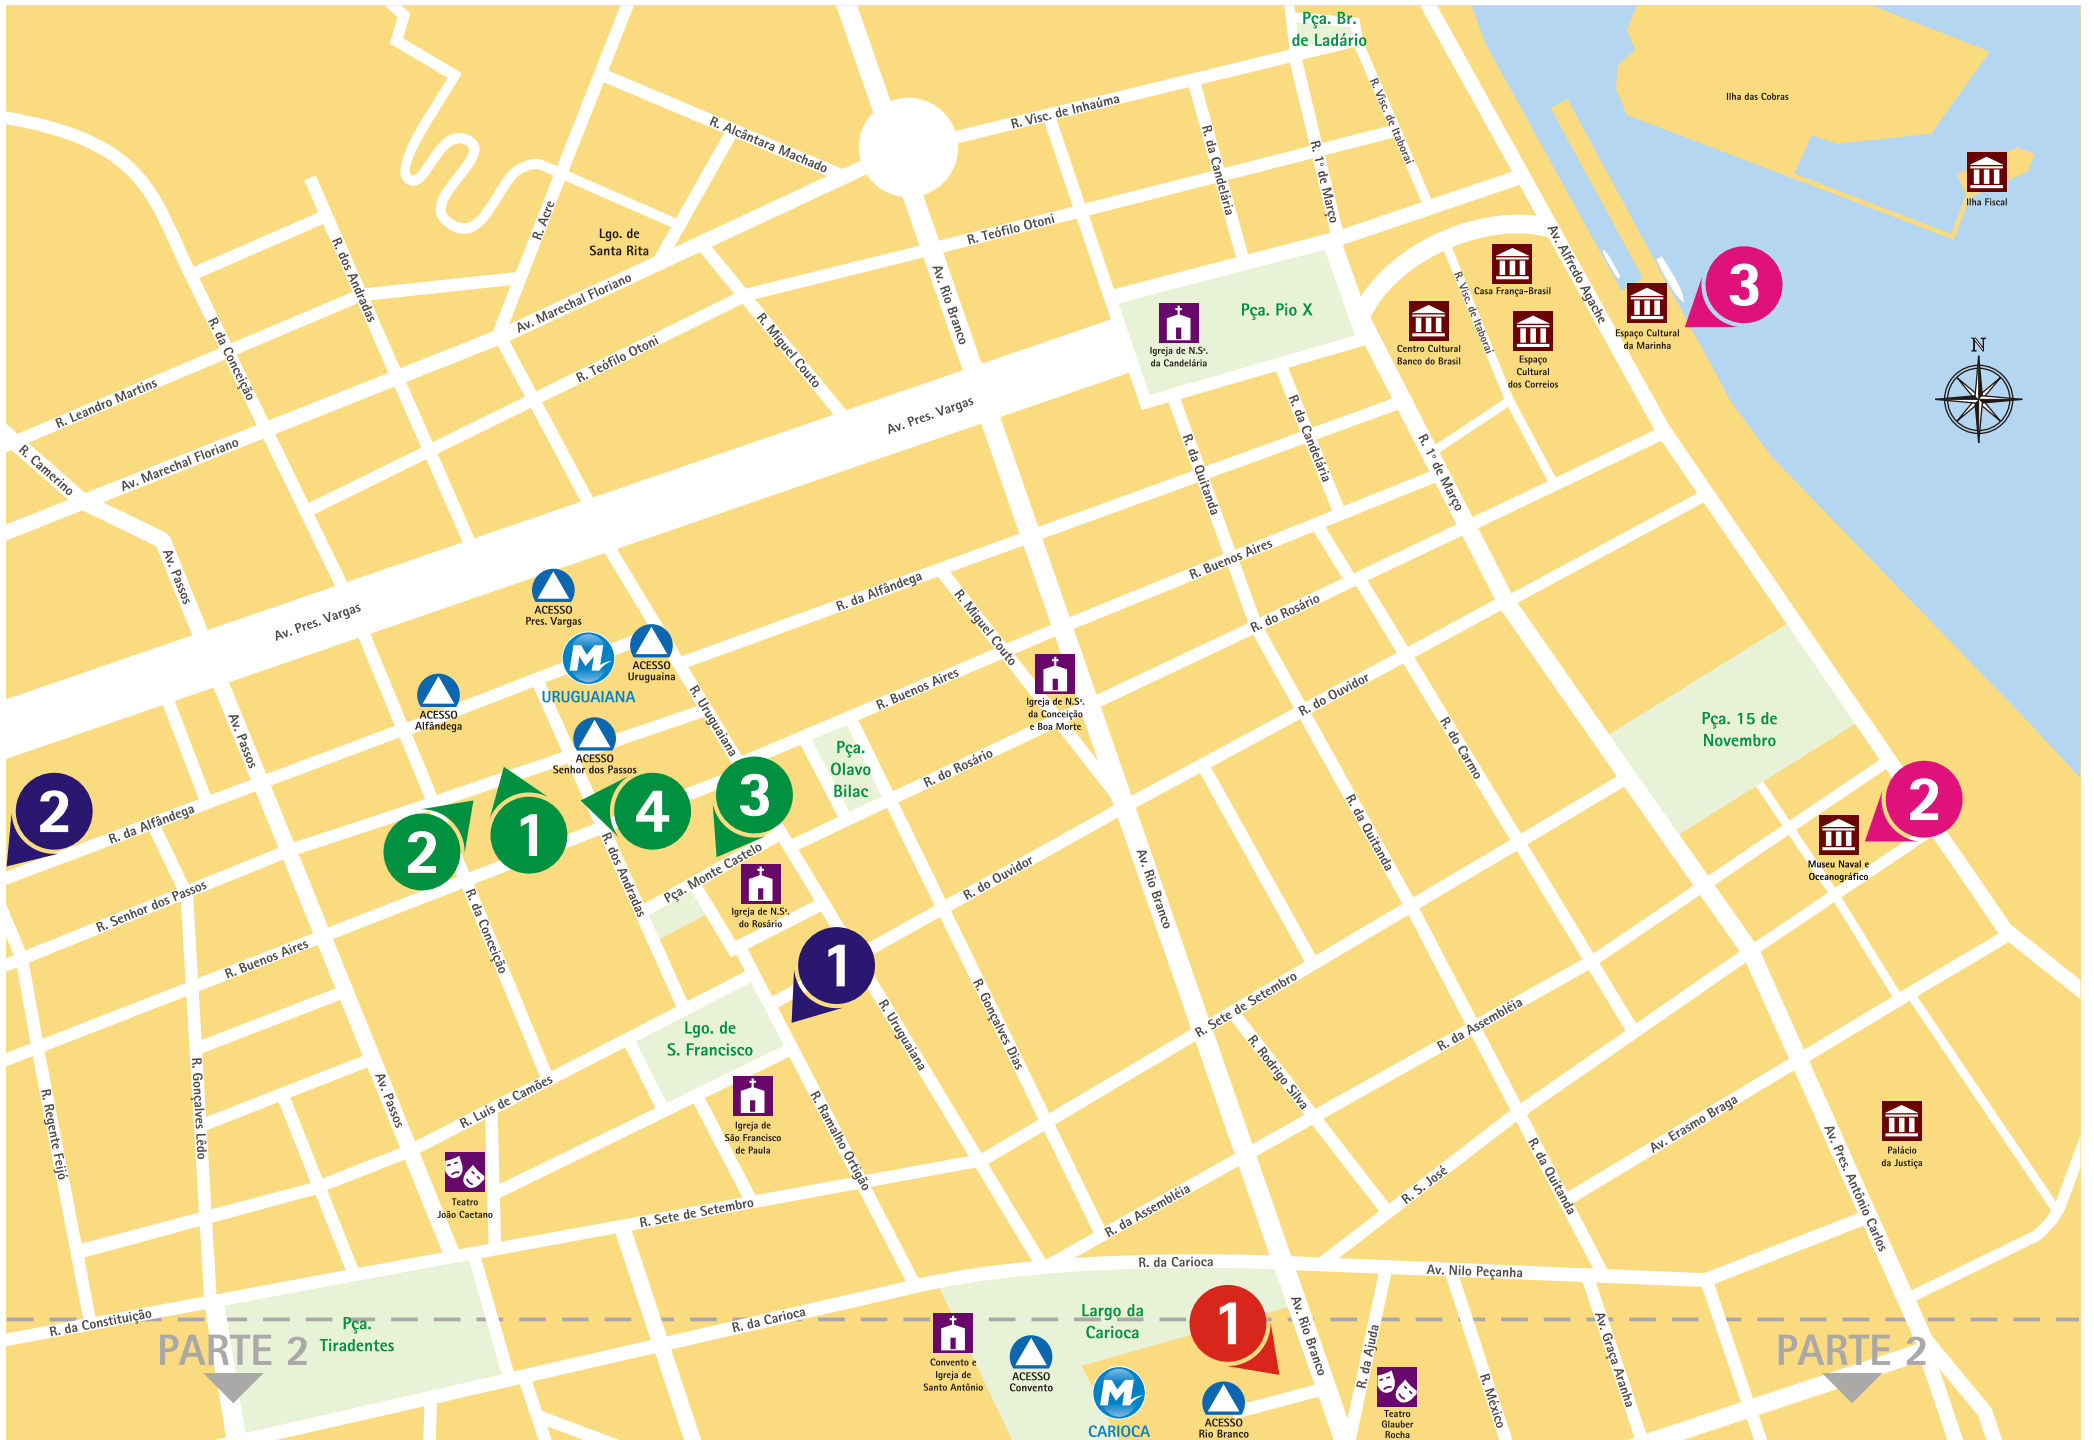 Pça. Br.
de Ladário
R. Visc. de Itaboraí
Ilha das Cobras
R. Visc. de Inhaúma
R. Alcântara Machado
R. da Candelária
R. 1º de Março
Ilha Fiscal
R. Acre
Lgo. de
Santa Rita
R. Teófilo Otoni
R. dos Andradas
Av. Marechal Floriano
Av. Rio Branco
Av. Alfredo Agache
Casa França-Brasil
3
Pça. Pio X
R. Visc. de Itaboraí
Espaço Cultural
da Marinha
Igreja de N.Sª.
da Candelária
Centro Cultural
Banco do Brasil
Espaço
Cultural
dos Correios
N
R. da Conceição
R. Teófilo Otoni
R. Miguel Couto
R. Leandro Martins
Av. Pres. Vargas
R. da Quitanda
R. da Candelária
R. 1º de Março
R. Camerino
Av. Marechal Floriano
Av. Passos
Av. Pres. Vargas
ACESSO
Pres. Vargas
R. da Alfândega
R. Miguel Couto
R. Buenos Aires
R. do Rosário
M
URUGUAIANA
ACESSO
Uruguaina
ACESSO
Alfândega
R. Uruguaiana
R. Buenos Aires
Igreja de N.Sª.
da Conceição
e Boa Morte
R. do Ouvidor
R. do Carmo
Pça. 15 de
Novembro
Av. Passos
ACESSO
Senhor dos Passos
Pça.
Olavo
Bilac
R. do Rosário
2
R. da Alfândega
2
1
4
3
R. da Quitanda
2
Museu Naval e
Oceanográfico
R. Senhor dos Passos
R. da Conceição
R. dos Andradas
Pça. Monte Castelo
Igreja de N.Sª.
do Rosário
R. do Ouvidor
Av. Rio Branco
R. Buenos Aires
1
Lgo. de
S. Francisco
R. Uruguaiana
R. Gonçalves Dias
R. Sete de Setembro
R. da Assembléia
R. Rodrigo Silva
R. Regente Feijó
R. Gonçalves Lêdo
Av. Passos
R. Luís de Camões
Igreja de
São Francisco
de Paula
R. Ramalho Ortigão
Av. Erasmo Braga
Palácio
da Justiça
Teatro
João Caetano
R. Sete de Setembro
R. da Assembléia
R. S. José
R. da Quitanda
Av. Pres. Antônio Carlos
R. da Carioca
Av. Nilo Peçanha
R. da Constituição
Pça.
Tiradentes
R. da Carioca
Largo da
Carioca
1
Av. Rio Branco
R. da Ajuda
Av. Graça Aranha
PARTE 2
PARTE 2
Convento e
Igreja de
Santo Antônio
ACESSO
Convento
M
CARIOCA
ACESSO
Rio Branco
Teatro
Glauber
Rocha
R. México